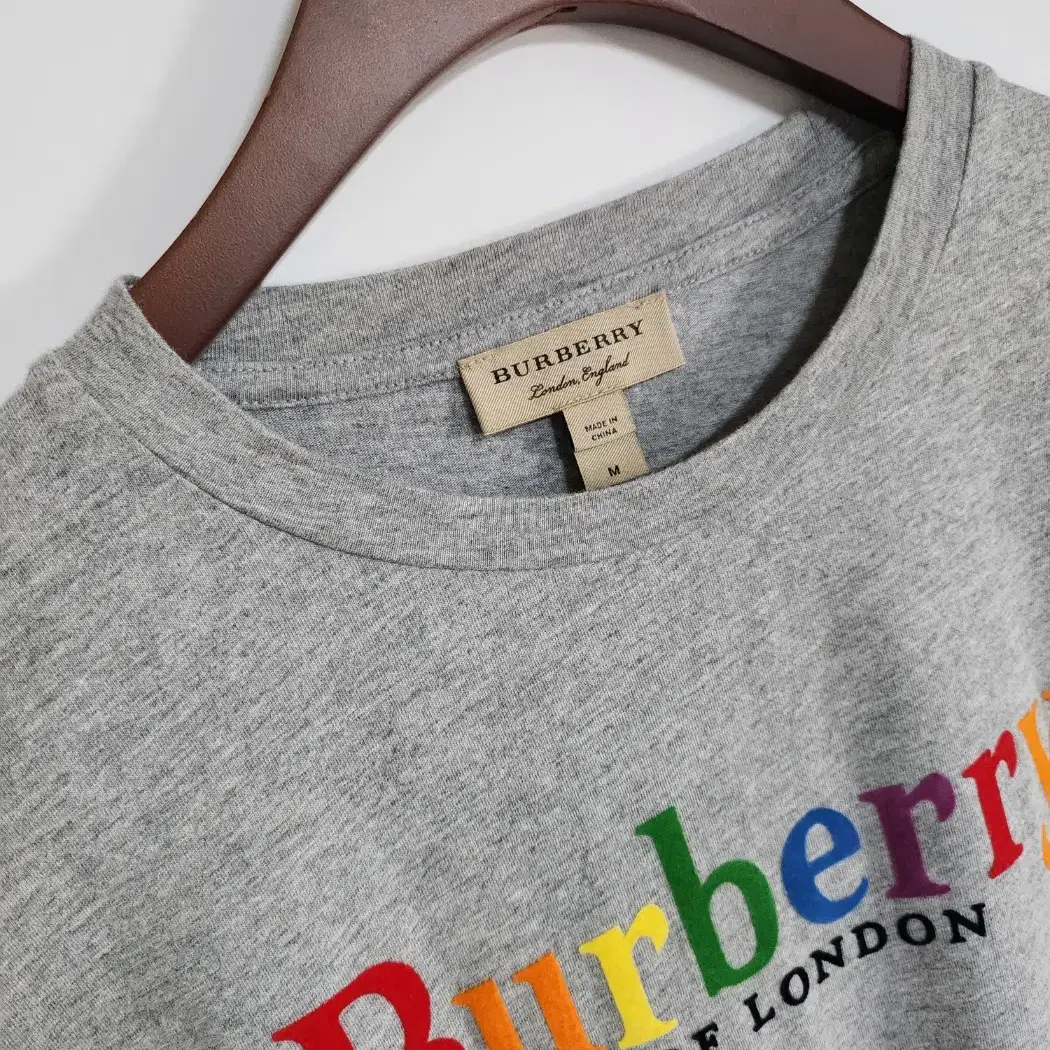 BURBERRY
London, England
MADE IN
CHINA
M
Burberry
LONDON